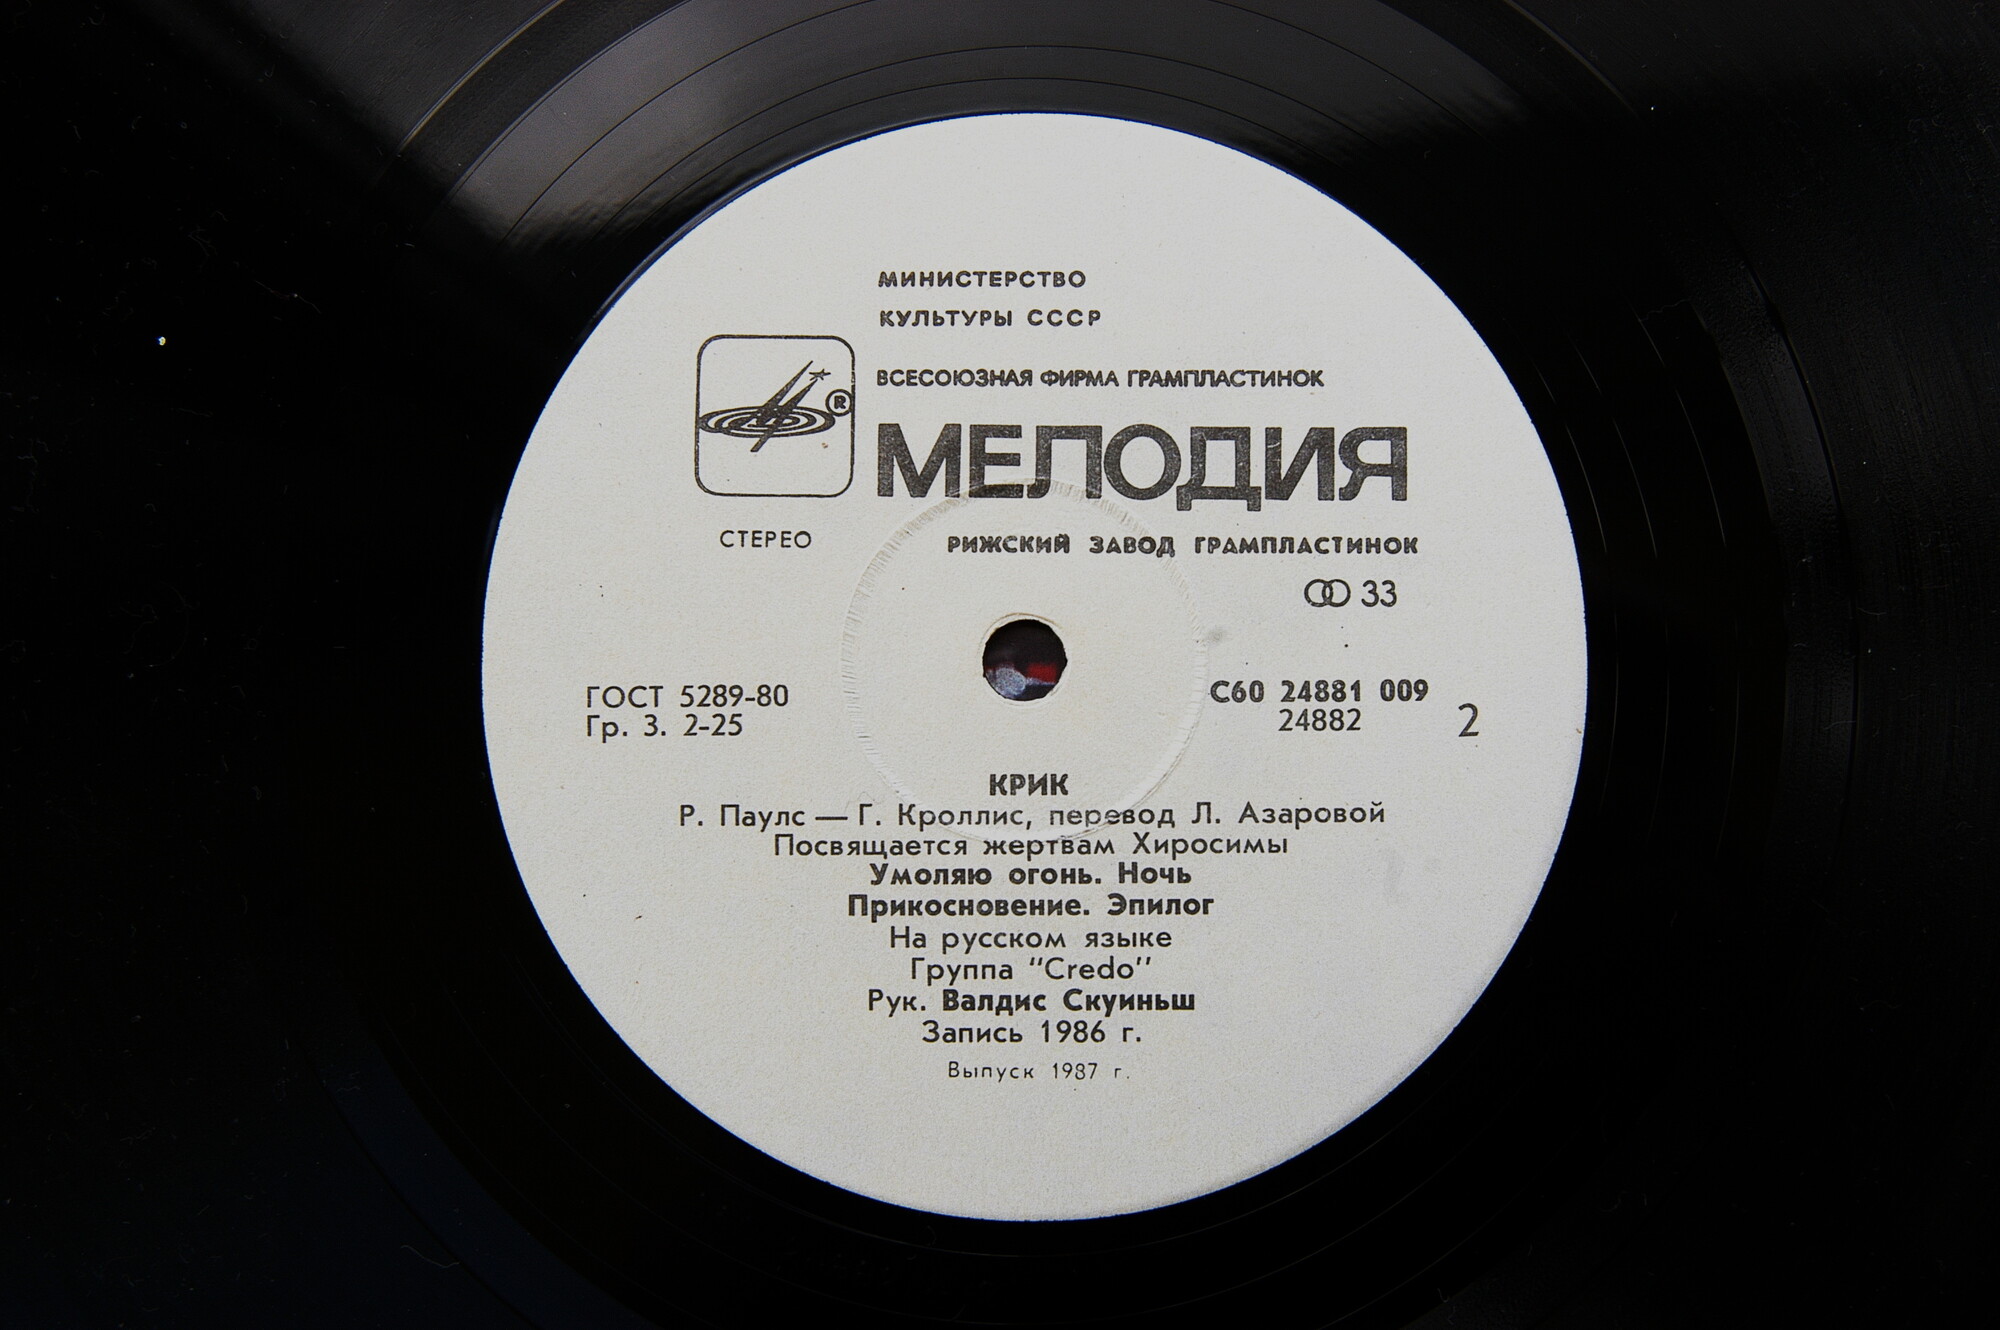 МИНИСТЕРСТВО
КУЛЬТУРЫ СССР
ВСЕСОЮЗНАЯ ФИРМА ГРАМПЛАСТИНОК
®
МЕЛОДИЯ
СТЕРЕО
РИЖСКИЙ ЗАВОД ГРАМПЛАСТИНОК
33
ГОСТ 5289-80
Гр. 3. 2-25
С60 24881 009
24882
2
КРИК
Р. Паулс — Г. Кроллис, перевод Л. Азаровой
Посвящается жертвам Хиросимы
Умоляю огонь. Ночь
Прикосновение. Эпилог
На русском языке
Группа "Credo"
Рук. Валдис Скуиньш
Запись 1986 г.
Выпуск 1987 г.